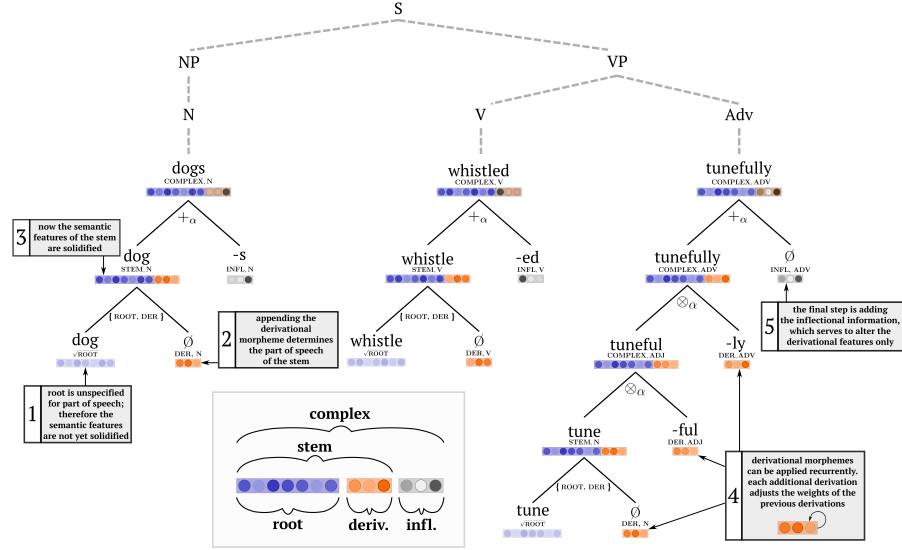 S
NP
VP
N
V
Adv
dogs
COMPLEX, N
whistled
COMPLEX, V
tunefully
COMPLEX, ADV
+α
+α
+α
3
now the semantic
features of the stem
are solidified
dog
STEM, N
-s
INFL, N
whistle
STEM, V
-ed
INFL, V
tunefully
COMPLEX, ADV
Ø
INFL, ADV
{ ROOT, DER }
{ ROOT, DER }
⊗α
2
appending the
derivational
morpheme determines
the part of speech
of the stem
5
the final step is adding
the inflectional information,
which serves to alter the
derivational features only
dog
√ROOT
Ø
DER, N
whistle
√ROOT
Ø
DER, V
tuneful
COMPLEX, ADJ
-ly
DER, ADV
⊗α
1
root is unspecified
for part of speech;
therefore the
semantic features
are not yet solidified
complex
stem
root
deriv.
infl.
tune
STEM, N
-ful
DER, ADJ
{ ROOT, DER }
4
derivational morphemes
can be applied recurrently.
each additional derivation
adjusts the weights of the
previous derivations
tune
√ROOT
Ø
DER, N